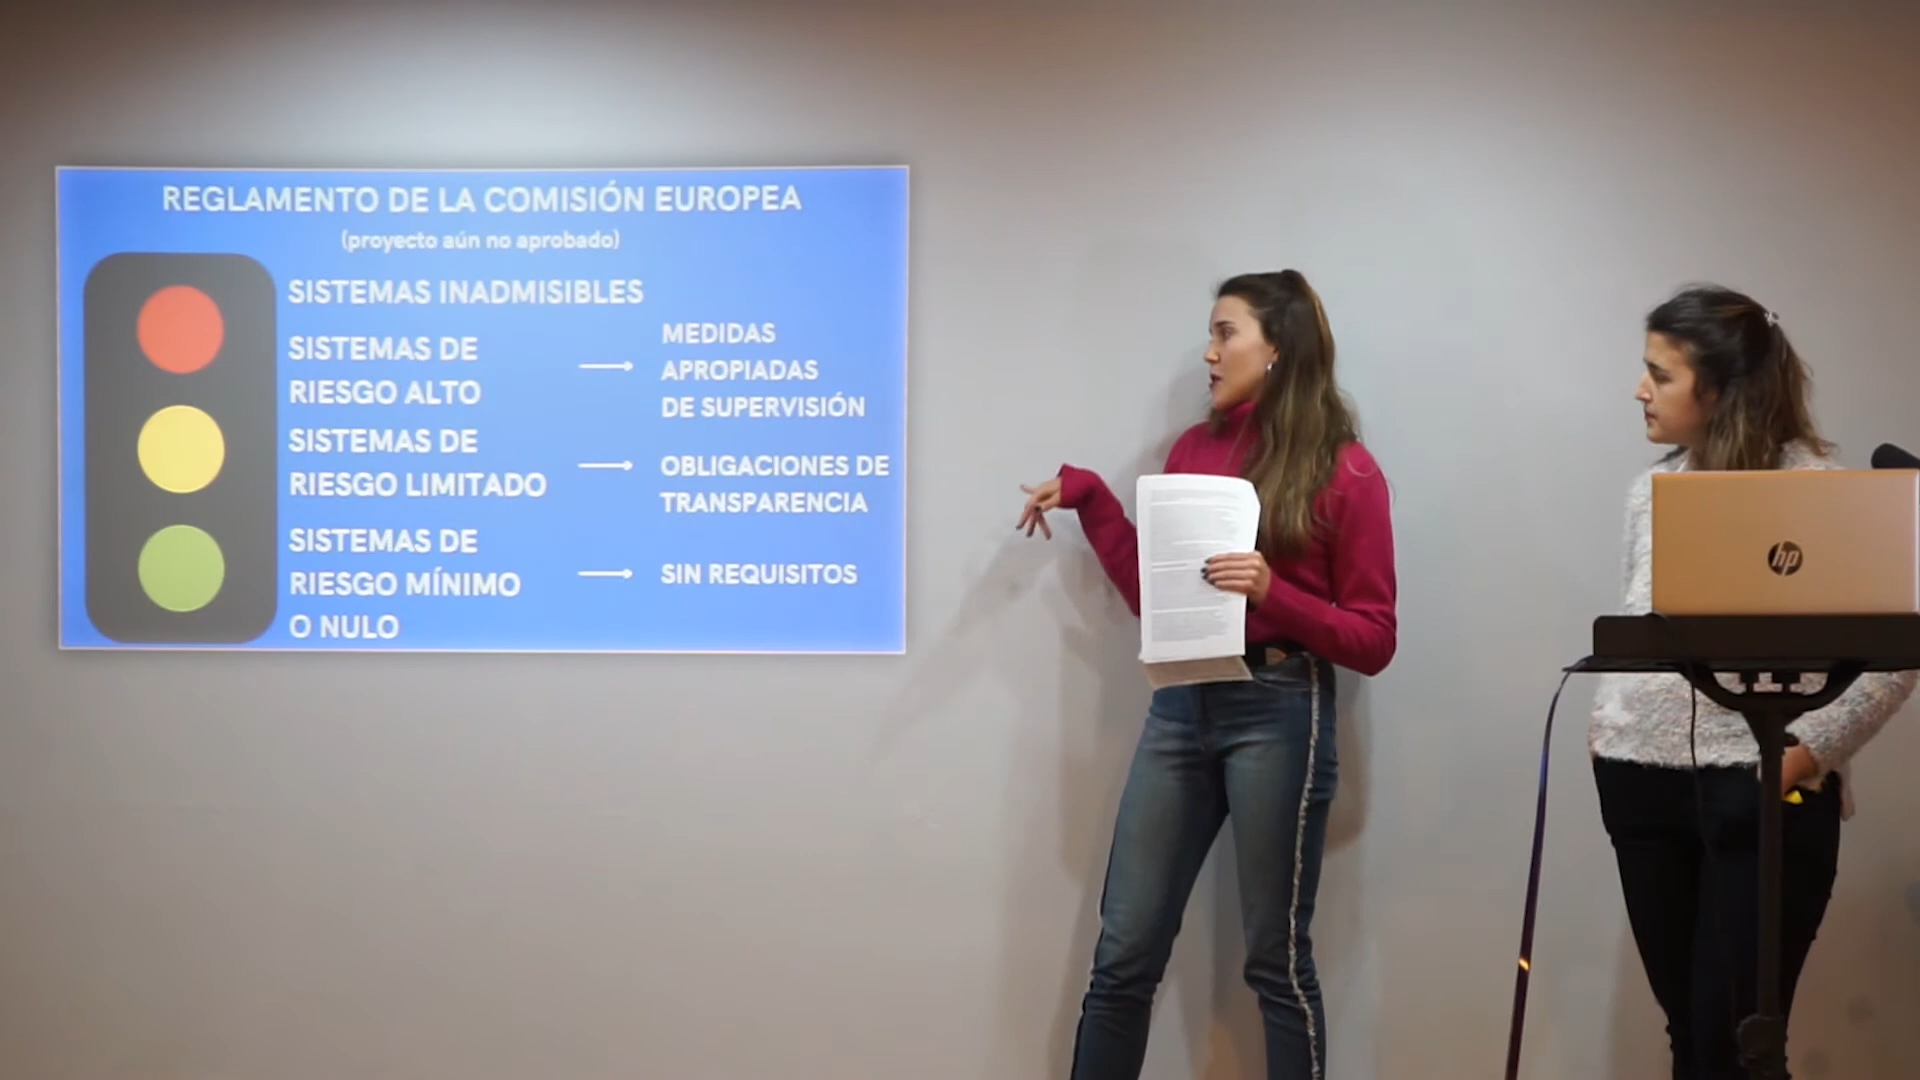 REGLAMENTO DE LA COMISIÓN EUROPEA
(proyecto aún no aprobado)
SISTEMAS INADMISIBLES
SISTEMAS DE
RIESGO ALTO
MEDIDAS
APROPIADAS
DE SUPERVISIÓN
SISTEMAS DE
RIESGO LIMITADO
OBLIGACIONES DE
TRANSPARENCIA
SISTEMAS DE
RIESGO MÍNIMO
O NULO
SIN REQUISITOS
hp